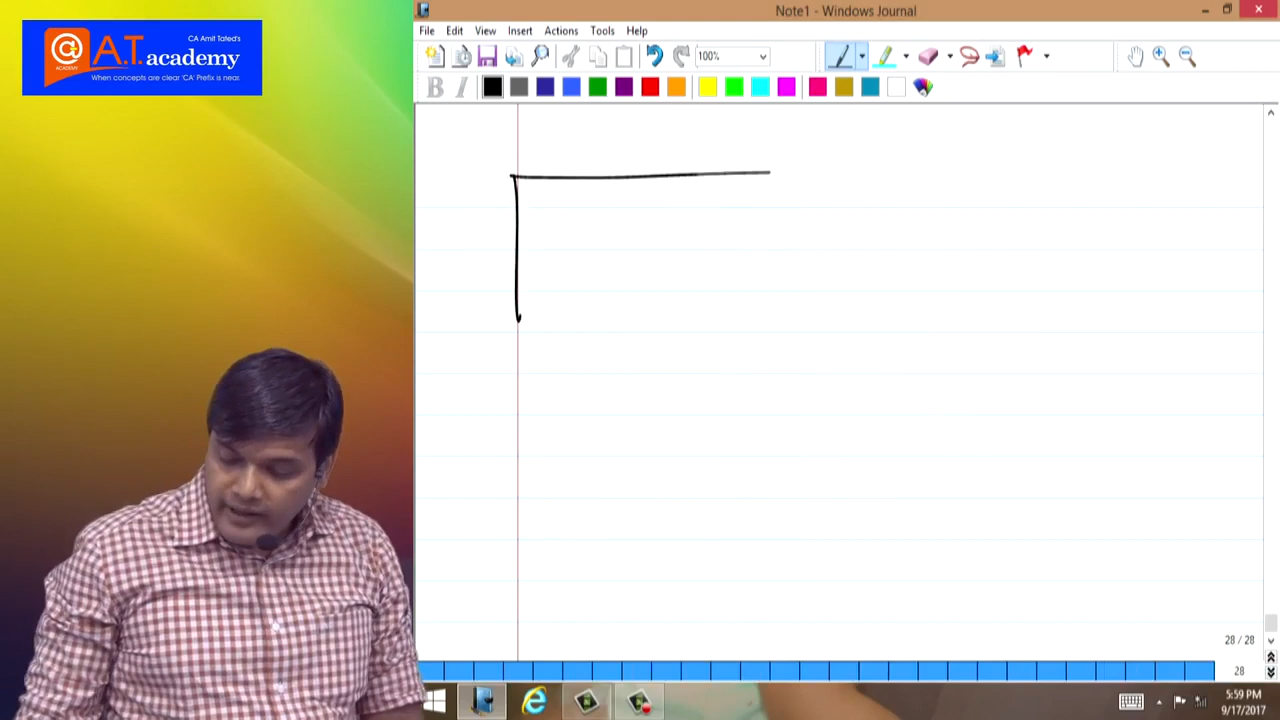 CA Amit Tated's
@ A.T.
ACADEMY
academy
When concepts are clear 'CA' Prefix is near.
Note1 - Windows Journal
File Edit View Insert Actions Tools Help
100%
B I
28 / 28
28
5:59 PM
9/17/2017